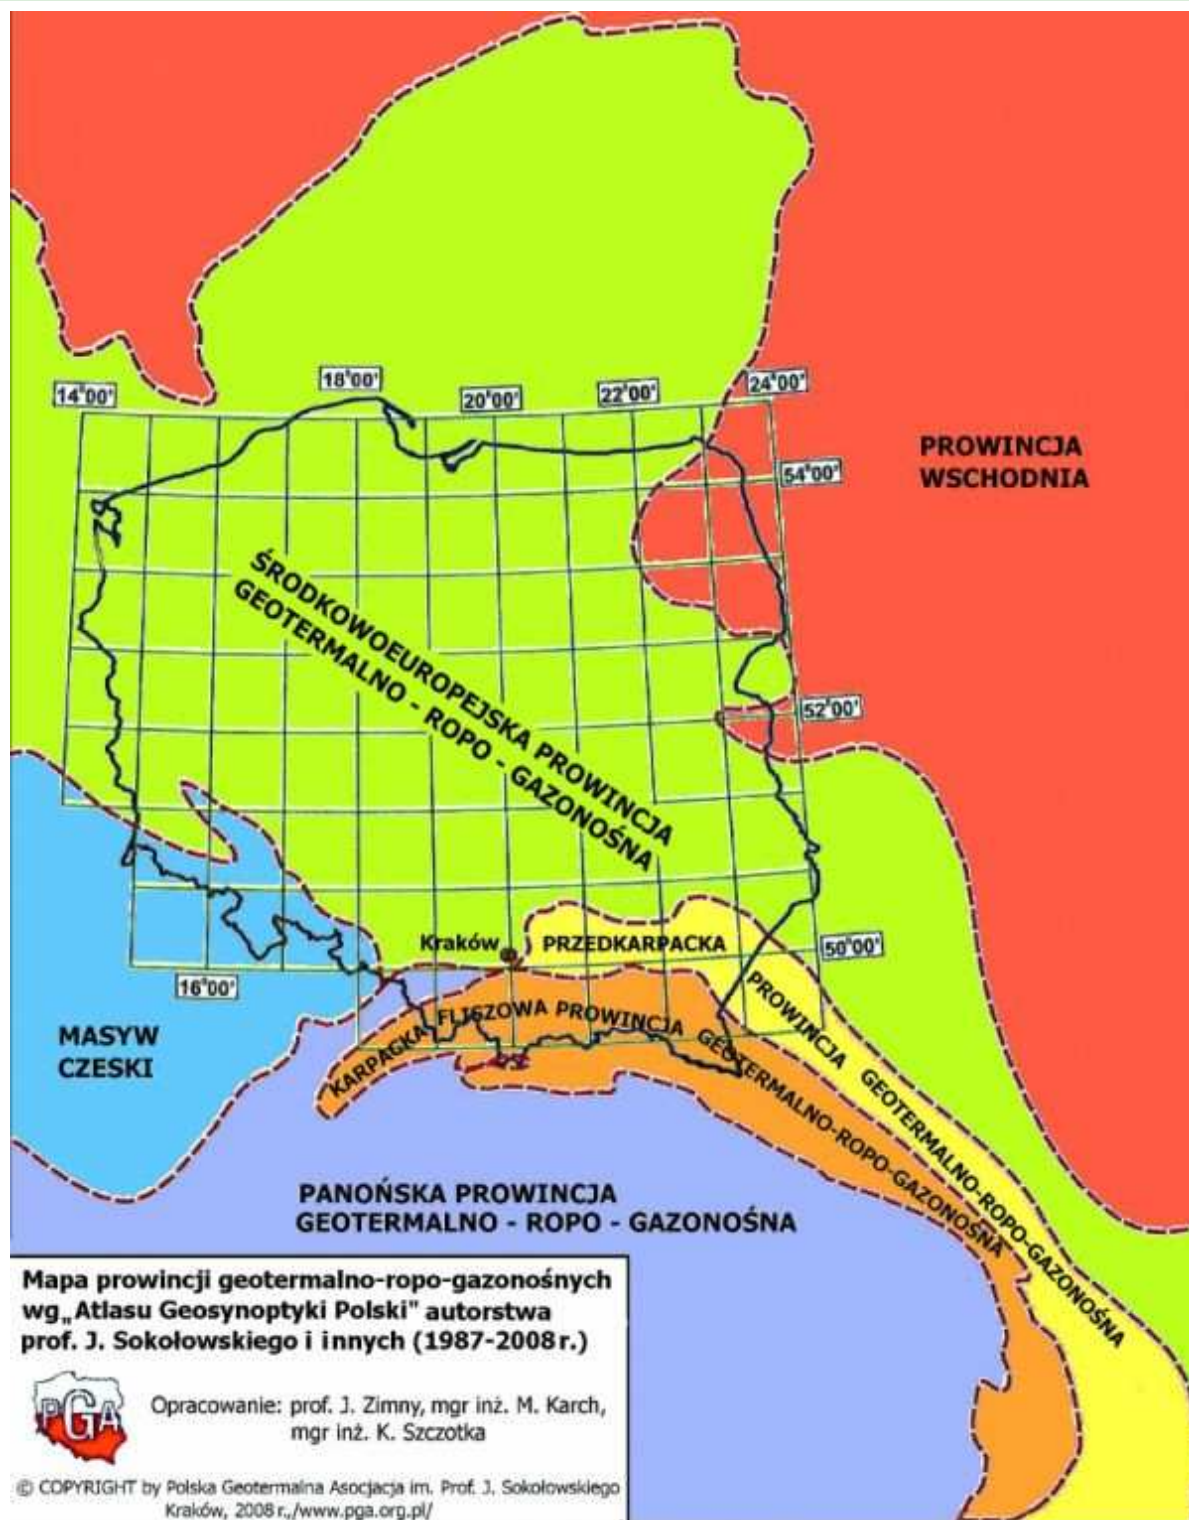 14°00'
18°00'
20°00'
22°00'
24°00'
PROWINCJA
WSCHODNIA
54°00'
ŚRODKOWOEUROPEJSKA PROWINCJA
GEOTERMALNO - ROPO - GAZONOŚNA
52°00'
Kraków
PRZEDKARPACKA PROWINCJA GEOTERMALNO-ROPO-GAZONOŚNA
50°00'
16°00'
MASYW
CZESKI
KARPACKA FLISZOWA PROWINCJA GEOTERMALNO-ROPO-GAZONOŚNA
PANOŃSKA PROWINCJA
GEOTERMALNO - ROPO - GAZONOŚNA
Mapa prowincji geotermalno-ropo-gazonośnych
wg „Atlasu Geosynoptyki Polski" autorstwa
prof. J. Sokołowskiego i innych (1987-2008r.)
PGA
Opracowanie: prof. J. Zimny, mgr inż. M. Karch,
mgr inż. K. Szczotka
© COPYRIGHT by Polska Geotermalna Asocjacja im. Prof. J. Sokołowskiego
Kraków, 2008 r.,/www.pga.org.pl/